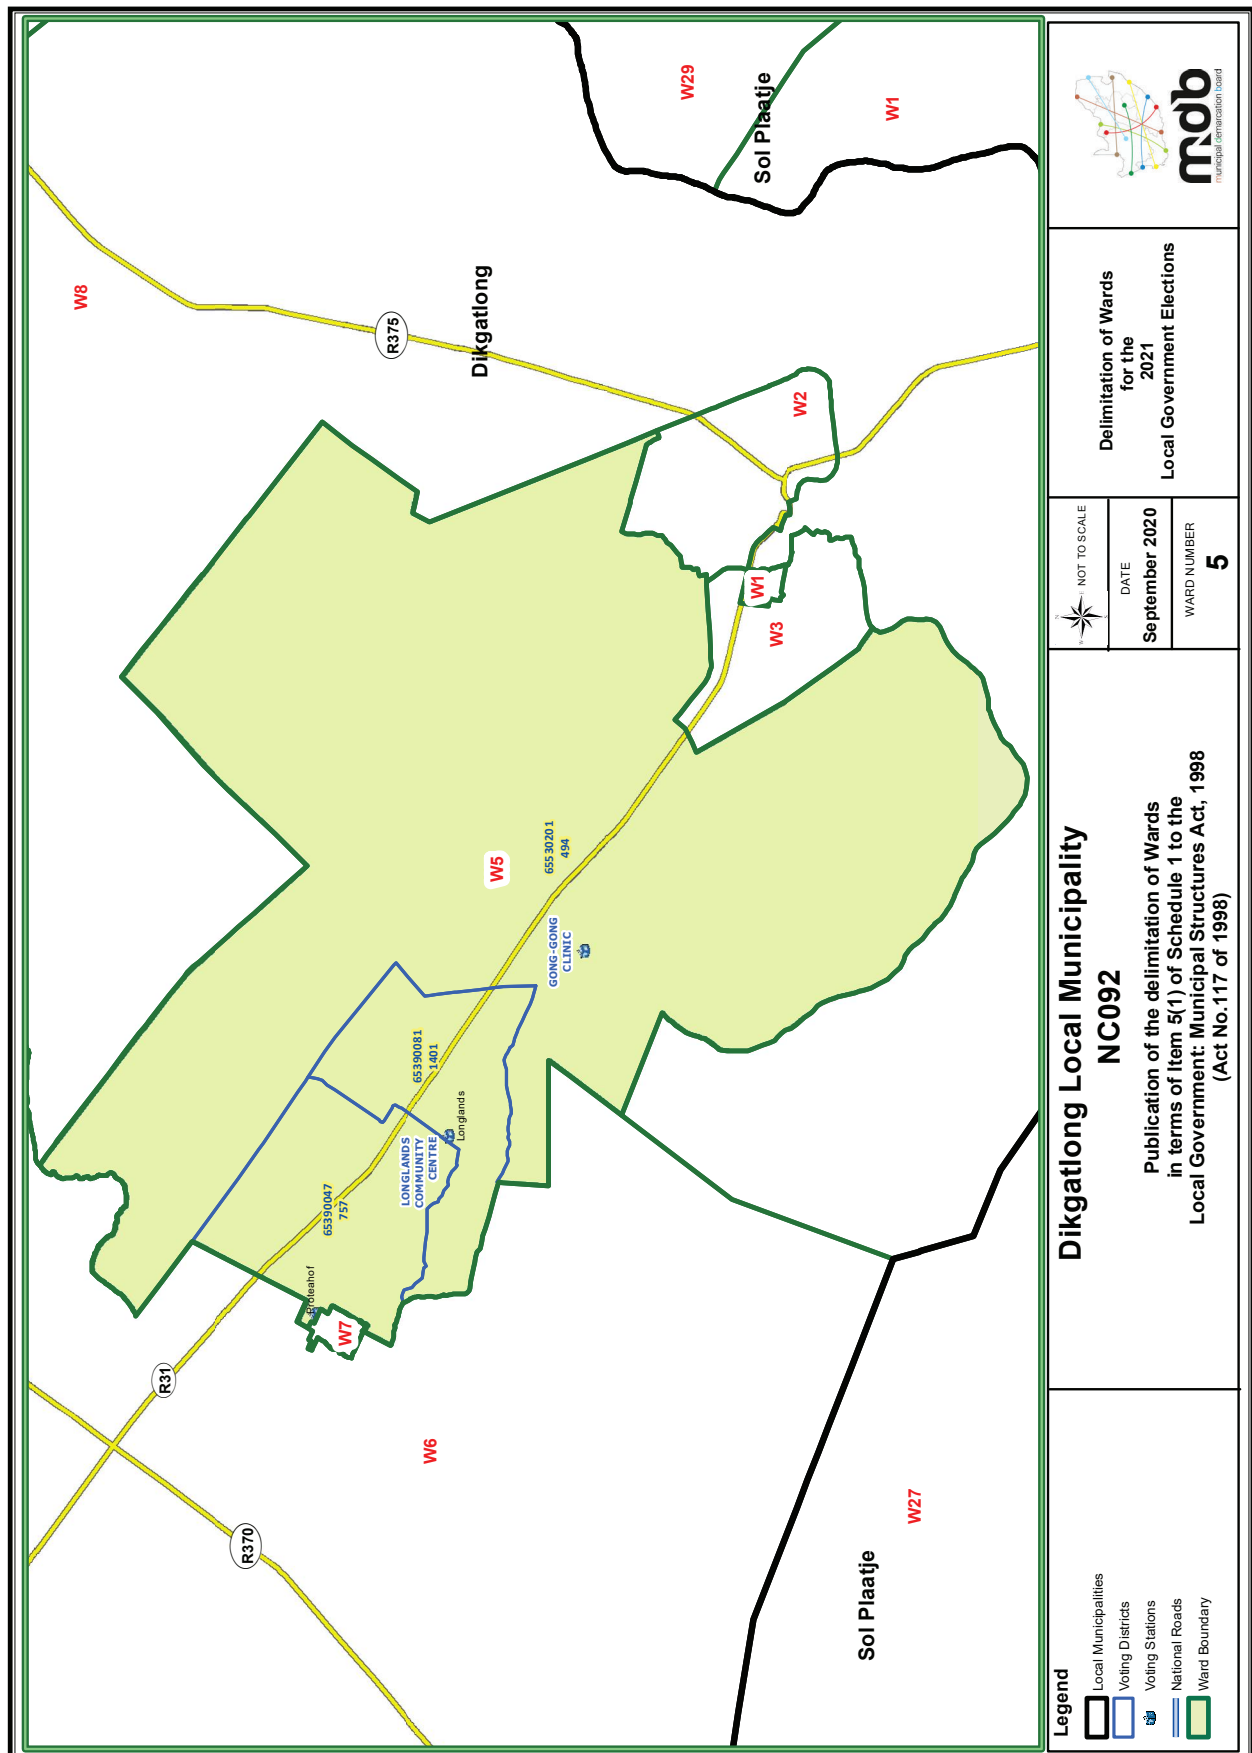 W8
W29
Sol Plaatje
W1
R375
Dikgatlong
W2
W1
W3
W5
65530201
494
GONG-GONG
CLINIC
65390081
1401
Longlands
LONGLANDS
COMMUNITY
CENTRE
65390047
757
Proteahof
W7
R31
W6
R370
W27
Sol Plaatje
Legend
Local Municipalities
Voting Districts
Voting Stations
National Roads
Ward Boundary
Dikgatlong Local Municipality
NC092
Publication of the delimitation of Wards
in terms of Item 5(1) of Schedule 1 to the
Local Government: Municipal Structures Act, 1998
(Act No.117 of 1998)
N
W
E
S
NOT TO SCALE
DATE
September 2020
WARD NUMBER
5
Delimitation of Wards
for the
2021
Local Government Elections
mdb
municipal demarcation board